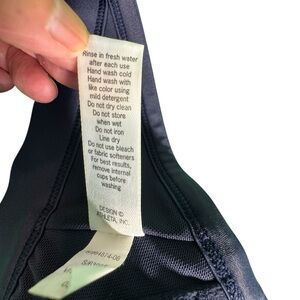 Rinse in fresh water
after each use
Hand wash cold
Hand wash with
like color using
mild detergent
Do not dry clean
Do not store
when wet
Do not iron
Line dry
Do not use bleach
or fabric softeners
For best results,
remove internal
cups before
washing
DESIGN ©
ATHLETA, INC.